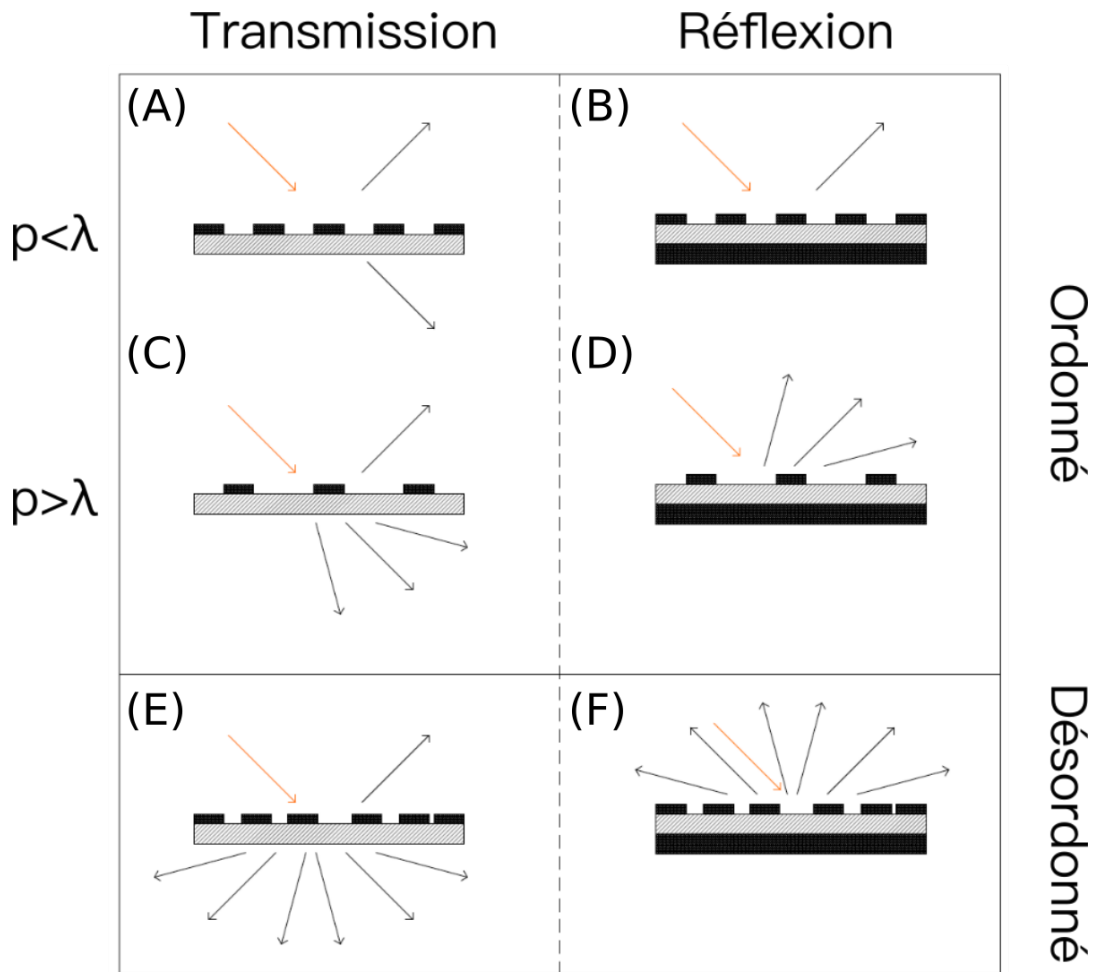 Transmission
Réflexion
(A)
(B)
p<λ
(C)
(D)
p>λ
Ordonné
(E)
(F)
Désordonné